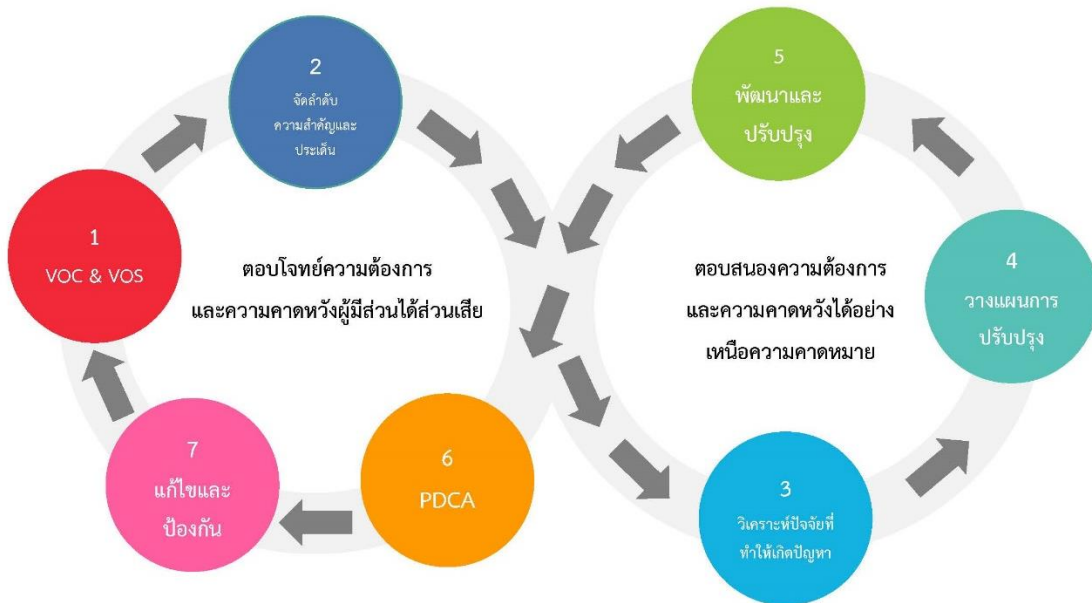 1
VOC & VOS
2
จัดลำดับ
ความสำคัญและ
ประเด็น
3
วิเคราะห์ปัจจัยที่
ทำให้เกิดปัญหา
4
วางแผนการ
ปรับปรุง
5
พัฒนาและ
ปรับปรุง
6
PDCA
7
แก้ไขและ
ป้องกัน
ตอบโจทย์ความต้องการ
และความคาดหวังผู้มีส่วนได้ส่วนเสีย
ตอบสนองความต้องการ
และความคาดหวังได้อย่าง
เหนือความคาดหมาย